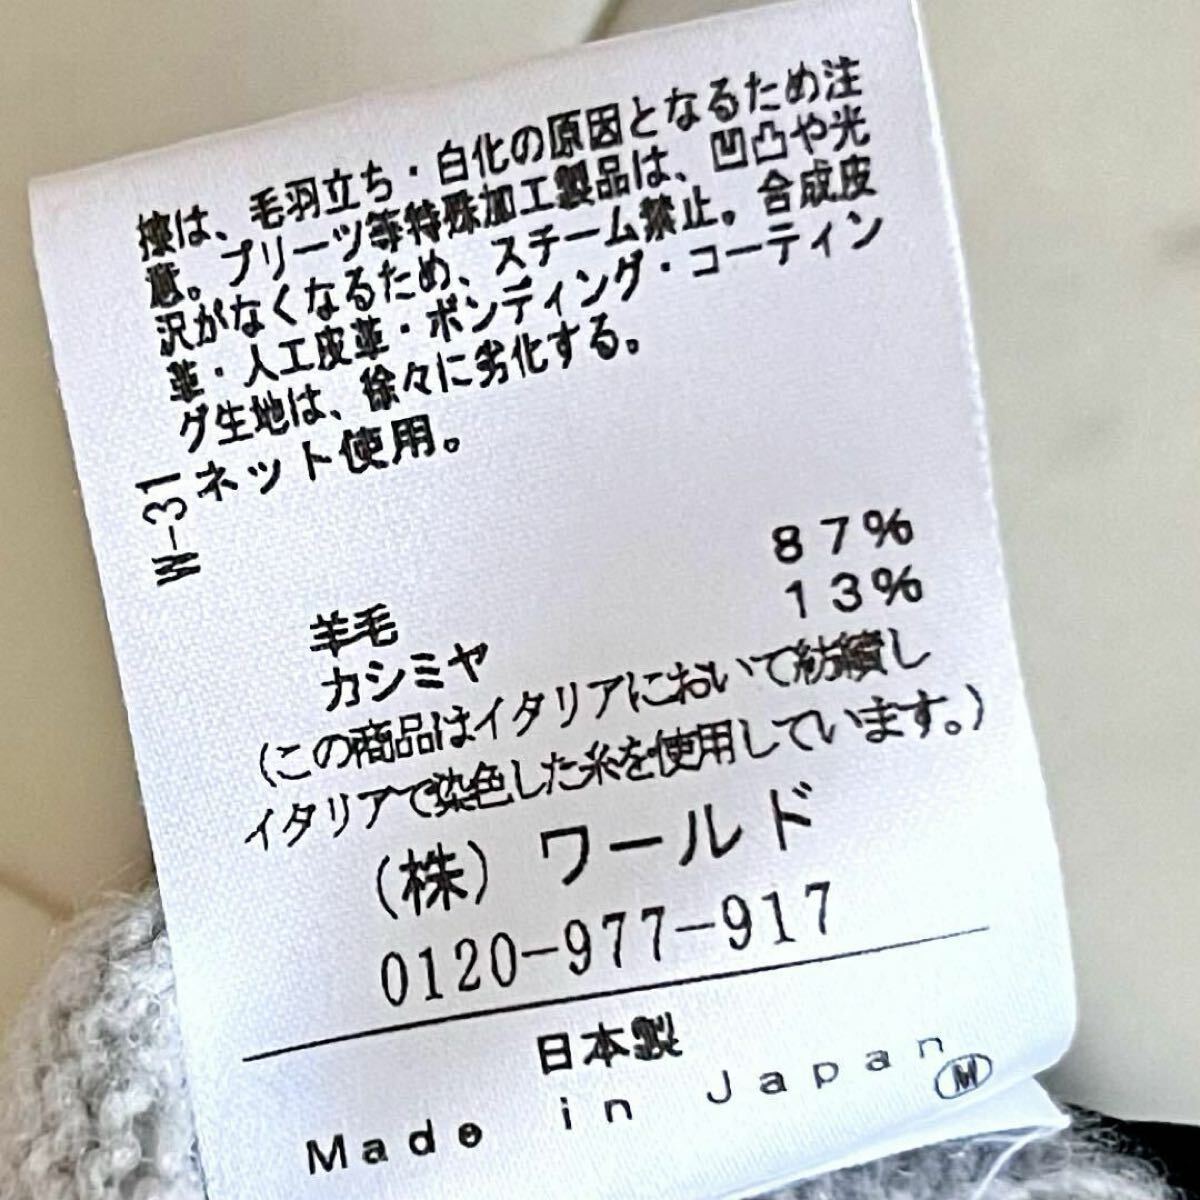 擦は、毛羽立ち・白化の原因となるため注
意。プリーツ等特殊加工製品は、凹凸や光
沢がなくなるため、スチーム禁止。合成皮
革・人工皮革・ボンディング・コーティン
グ生地は、徐々に劣化する。
ネット使用。
W-31
羊毛 87%
カシミヤ 13%
(この商品はイタリアにおいて紡績し
イタリアで染色した糸を使用しています。)
(株) ワールド
0120-977-917
日本製
Made in Japan
M